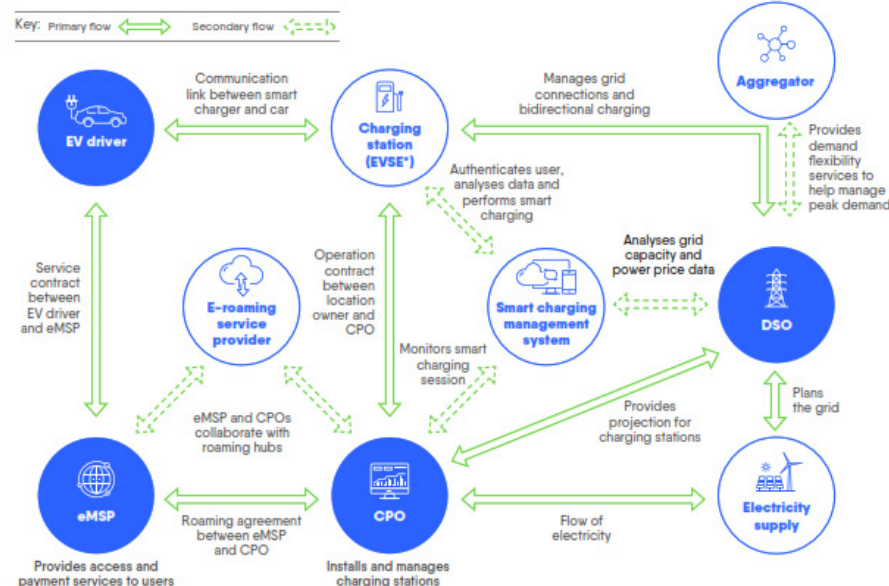 Key: Primary flow Secondary flow
EV driver
Communication
link between smart
charger and car
Charging
station
(EVSE*)
Manages grid
connections and
bidirectional charging
Aggregator
Provides
demand
flexibility
services to
help manage
peak demand
Authenticates user,
analyses data and
performs smart
charging
Service
contract
between
EV driver
and eMSP
E-roaming
service
provider
Operation
contract
between
location
owner and
CPO
Smart charging
management
system
Analyses grid
capacity and
power price data
DSO
Monitors smart
charging
session
eMSP and CPOs
collaborate with
roaming hubs
Provides
projection for
charging stations
Plans
the grid
eMSP
Provides access and
payment services to users
Roaming agreement
between eMSP
and CPO
CPO
Installs and manages
charging stations
Flow of
electricity
Electricity
supply